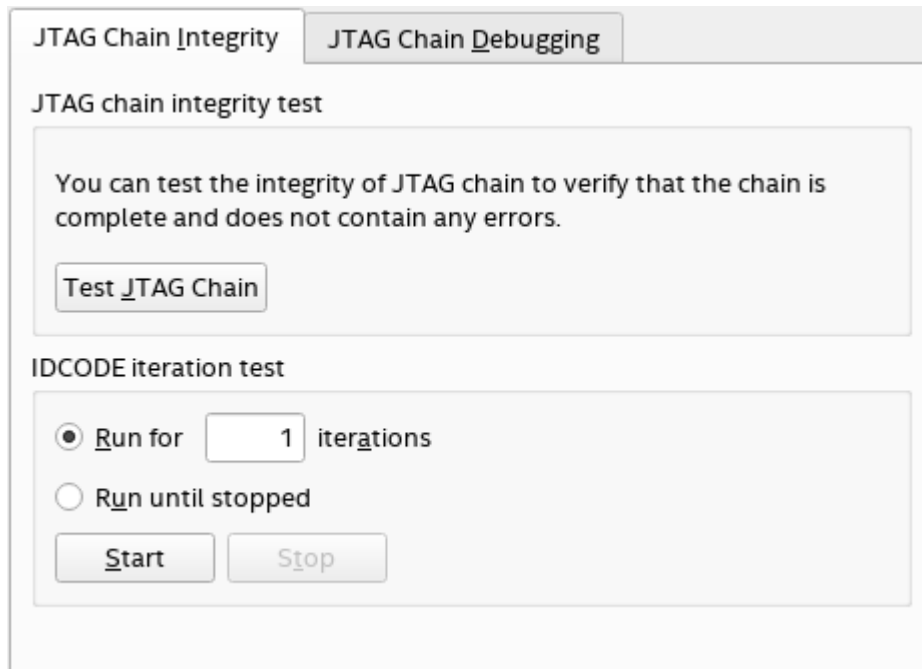 JTAG Chain Integrity
JTAG Chain Debugging
JTAG chain integrity test
You can test the integrity of JTAG chain to verify that the chain is
complete and does not contain any errors.
Test JTAG Chain
IDCODE iteration test
Run for 1 iterations
Run until stopped
Start
Stop